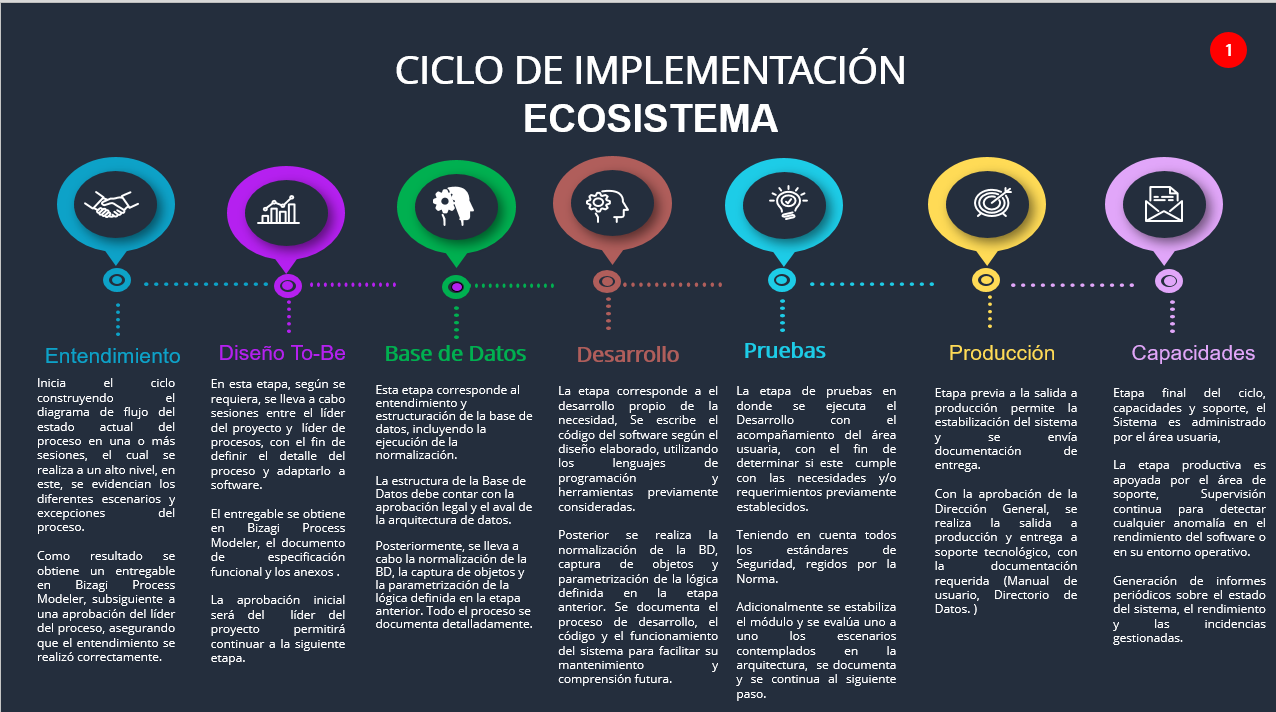 1
CICLO DE IMPLEMENTACIÓN
ECOSISTEMA
Entendimiento
Inicia el ciclo
construyendo el
diagrama de flujo del
estado actual del
proceso en una o más
sesiones, el cual se
realiza a un alto nivel, en
este, se evidencian los
diferentes escenarios y
excepciones del
proceso.
Como resultado se
obtiene un entregable
en Bizagi Process
Modeler, subsiguiente a
una aprobación del líder
del proceso, asegurando
que el entendimiento se
realizó correctamente.
Diseño To-Be
En esta etapa, según se
requiera, se lleva a cabo
sesiones entre el líder
del proyecto y líder de
procesos, con el fin de
definir el detalle del
proceso y adaptarlo a
software.
El entregable se obtiene
en Bizagi Process
Modeler, el documento
de especificación
funcional y los anexos .
La aprobación inicial
será del líder del
proyecto permitirá
continuar a la siguiente
etapa.
Base de Datos
Esta etapa corresponde al
entendimiento y
estructuración de la base de
datos, incluyendo la
ejecución de la
normalización.
La estructura de la Base de
Datos debe contar con la
aprobación legal y el aval de
la arquitectura de datos.
Posteriormente, se lleva a
cabo la normalización de la
BD, la captura de objetos y
la parametrización de la
lógica definida en la etapa
anterior. Todo el proceso se
documenta detalladamente.
Desarrollo
La etapa corresponde a el
desarrollo propio de la
necesidad, Se escribe el
código del software según el
diseño elaborado, utilizando
los lenguajes de
programación y
herramientas previamente
consideradas.
Posterior se realiza la
normalización de la BD,
captura de objetos y
parametrización de la lógica
definida en la etapa
anterior. Se documenta el
proceso de desarrollo, el
código y el funcionamiento
del sistema para facilitar su
mantenimiento y
comprensión futura.
Pruebas
La etapa de pruebas en
donde se ejecuta el
Desarrollo con el
acompañamiento del área
usuaria, con el fin de
determinar si este cumple
con las necesidades y/o
requerimientos previamente
establecidos.
Teniendo en cuenta todos
los estándares de
Seguridad, regidos por la
Norma.
Adicionalmente se estabiliza
el módulo y se evalúa uno a
uno los escenarios
contemplados en la
arquitectura, se documenta
y se continua al siguiente
paso.
Producción
Etapa previa a la salida a
producción permite la
estabilización del sistema
y se envía
documentación de
entrega.
Con la aprobación de la
Dirección General, se
realiza la salida a
producción y entrega a
soporte tecnológico, con
la documentación
requerida (Manual de
usuario, Directorio de
Datos. )
Capacidades
Etapa final del ciclo,
capacidades y soporte, el
Sistema es administrado
por el área usuaria,
La etapa productiva es
apoyada por el área de
soporte, Supervisión
continua para detectar
cualquier anomalía en el
rendimiento del software o
en su entorno operativo.
Generación de informes
periódicos sobre el estado
del sistema, el rendimiento
y las incidencias
gestionadas.